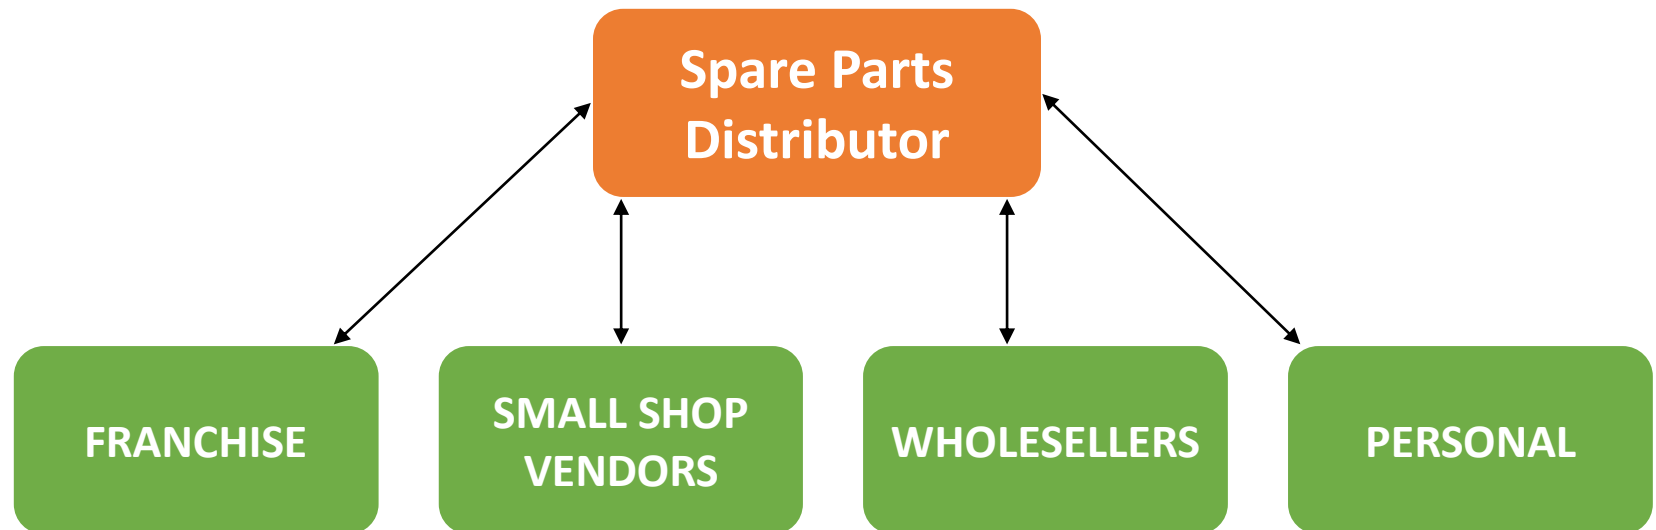 Spare Parts
Distributor
FRANCHISE
SMALL SHOP
VENDORS
WHOLESELLERS
PERSONAL